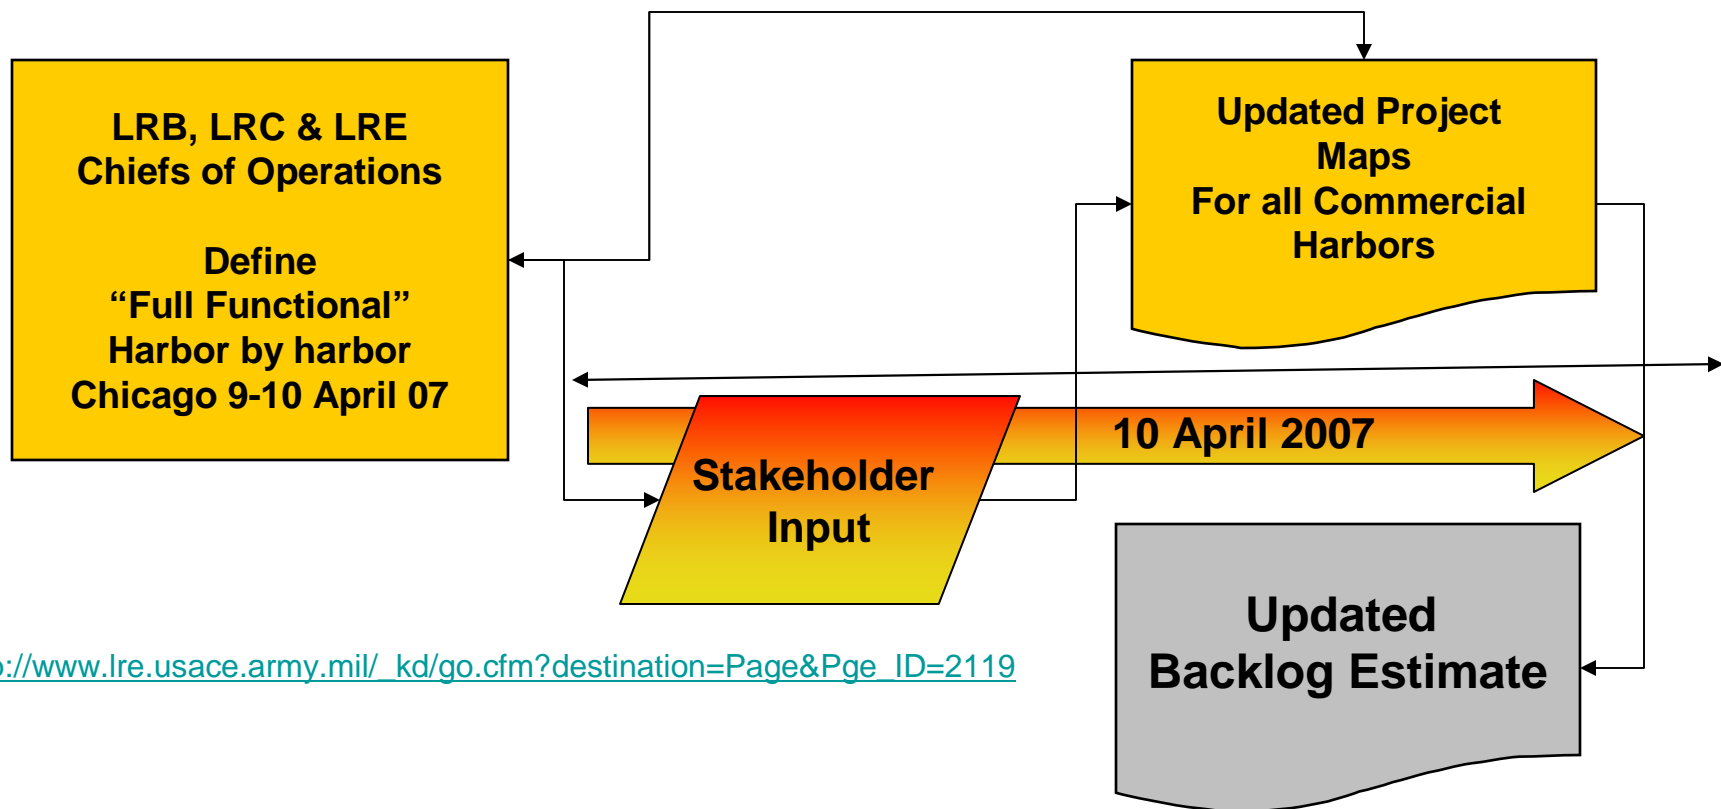 LRB, LRC & LRE
Chiefs of Operations
Define
“Full Functional”
Harbor by harbor
Chicago 9-10 April 07
Updated Project
Maps
For all Commercial
Harbors
10 April 2007
Stakeholder
Input
Updated
Backlog Estimate
://www.lre.usace.army.mil/_kd/go.cfm?destination=Page&Pge_ID=2119